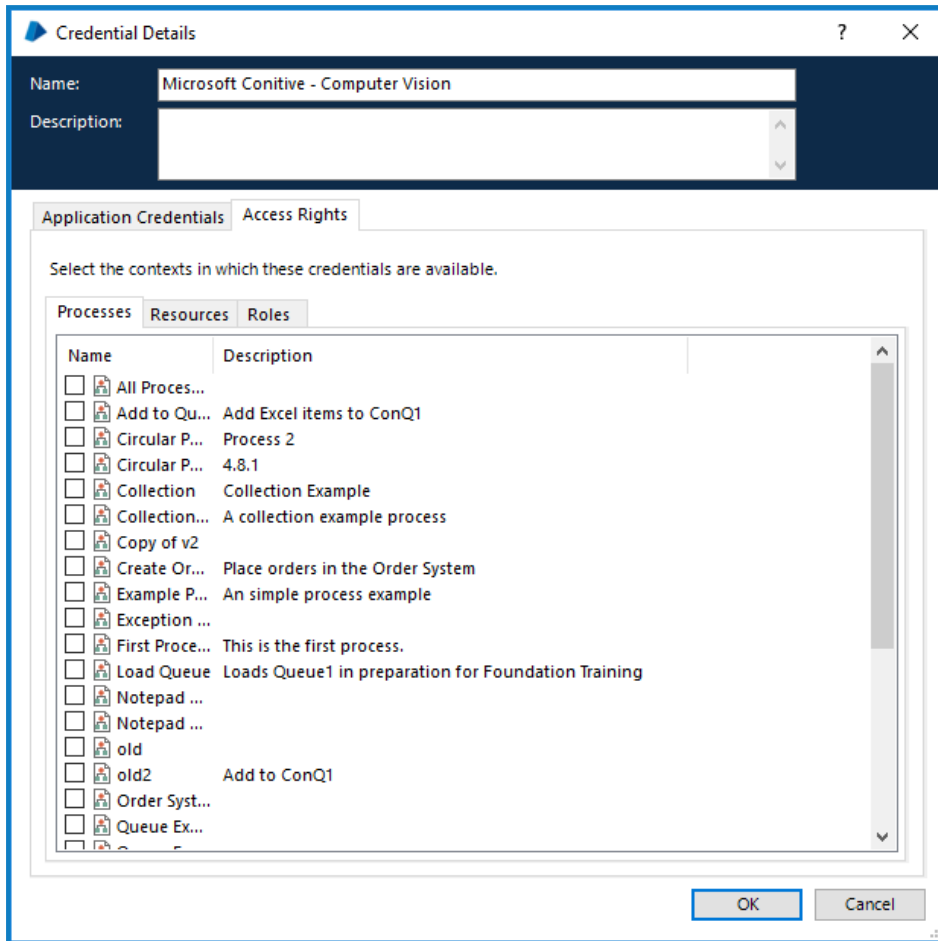 Credential Details ?
Name: Microsoft Conitive - Computer Vision
Description:
Application Credentials Access Rights
Select the contexts in which these credentials are available.
Processes Resources Roles
Name Description
All Proces...
Add to Qu... Add Excel items to ConQ1
Circular P... Process 2
Circular P... 4.8.1
Collection Collection Example
Collection... A collection example process
Copy of v2
Create Or... Place orders in the Order System
Example P... An simple process example
Exception ...
First Proce... This is the first process.
Load Queue Loads Queue1 in preparation for Foundation Training
Notepad ...
Notepad ...
old
old2 Add to ConQ1
Order Syst...
Queue Ex...
OK Cancel